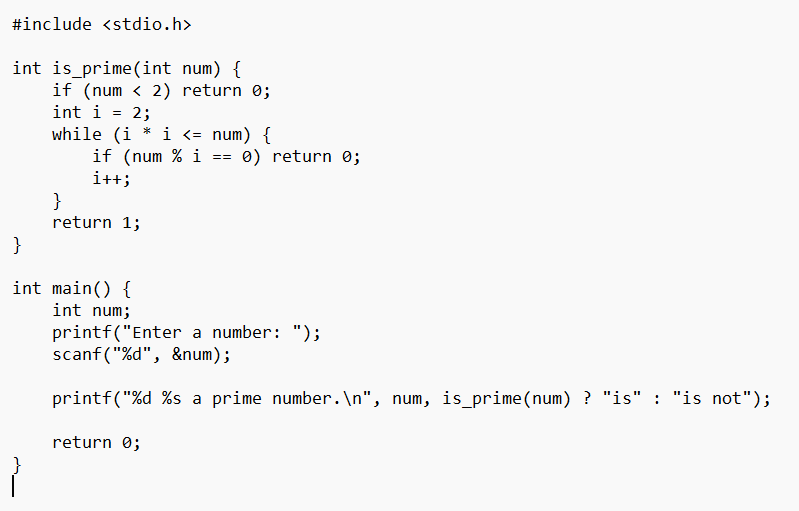 #include <stdio.h>

int is_prime(int num) {
    if (num < 2) return 0;
    int i = 2;
    while (i * i <= num) {
        if (num % i == 0) return 0;
        i++;
    }
    return 1;
}

int main() {
    int num;
    printf("Enter a number: ");
    scanf("%d", &num);

    printf("%d %s a prime number.\n", num, is_prime(num) ? "is" : "is not");

    return 0;
}